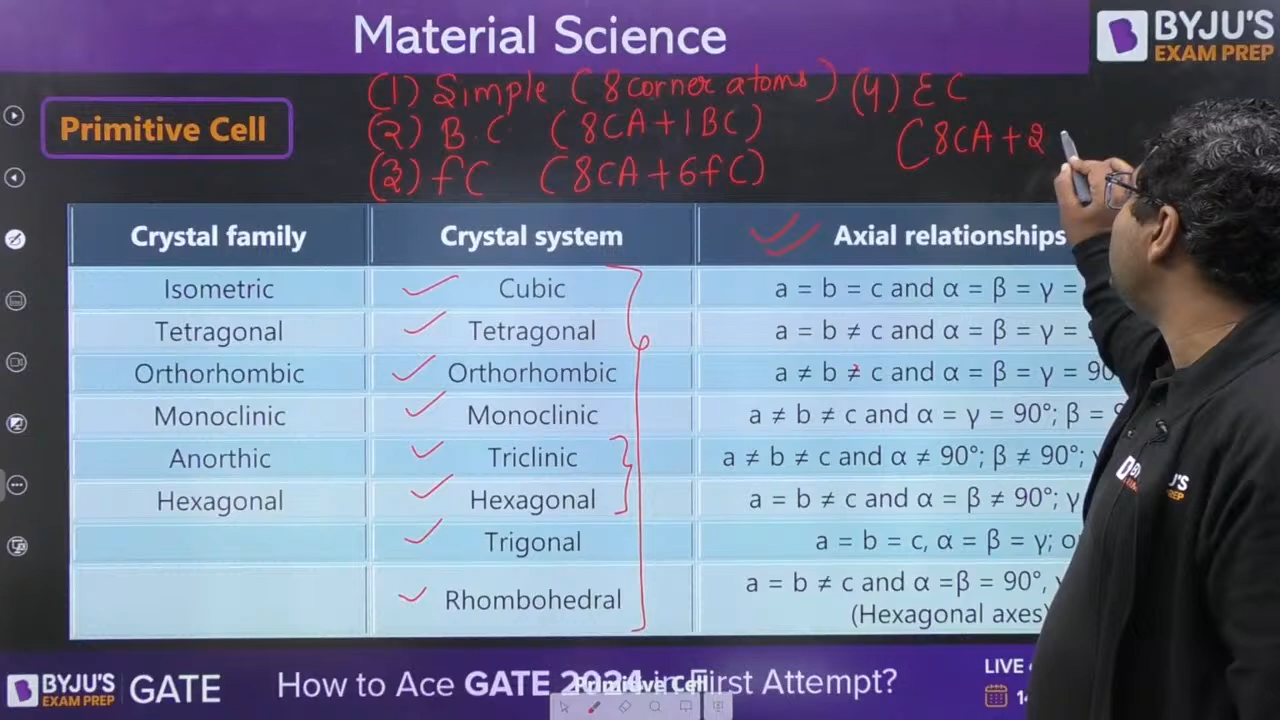 Material Science
BYJU'S
EXAM PREP
Primitive Cell
(1) Simple (8 corner atoms)
(2) B.C. (8CA+1BC)
(3) fC (8CA+6fC)
(4) EC
(8CA+2
Crystal family Crystal system Axial relationships
Isometric Cubic a = b = c and α = β = γ =
Tetragonal Tetragonal a = b ≠ c and α = β = γ =
Orthorhombic Orthorhombic a ≠ b ≠ c and α = β = γ = 90
Monoclinic Monoclinic a ≠ b ≠ c and α = γ = 90°; β =
Anorthic Triclinic a ≠ b ≠ c and α ≠ 90°; β ≠ 90°;
Hexagonal Hexagonal a = b ≠ c and α = β ≠ 90°; γ
Trigonal a = b = c, α = β = γ; o
Rhombohedral a = b ≠ c and α =β = 90°,
(Hexagonal axes)
BYJU'S
EXAM PREP
GATE
How to Ace GATE 2024 in First Attempt?
Primitive Cell
LIVE